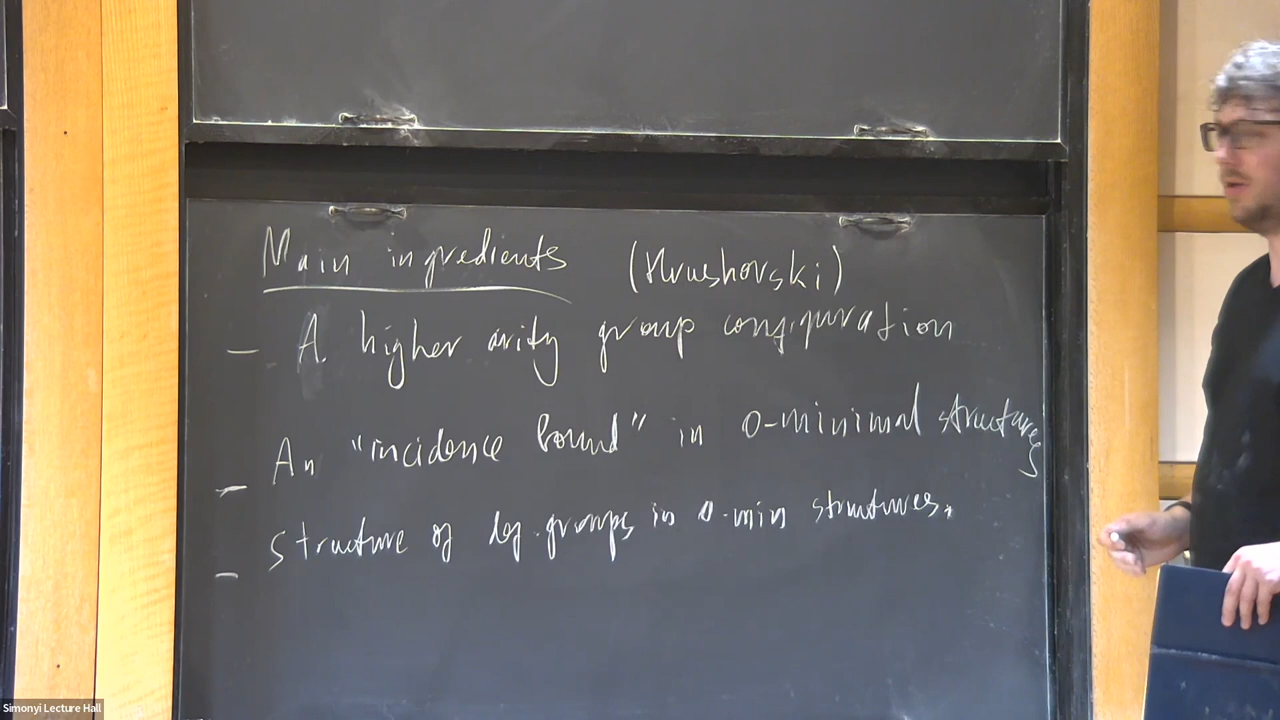 Main ingredients (Hrushovski)
— A higher arity group configuration
— An "incidence bound" in o-minimal structures
— Structure of def. groups in o-min structures.
Simonyi Lecture Hall